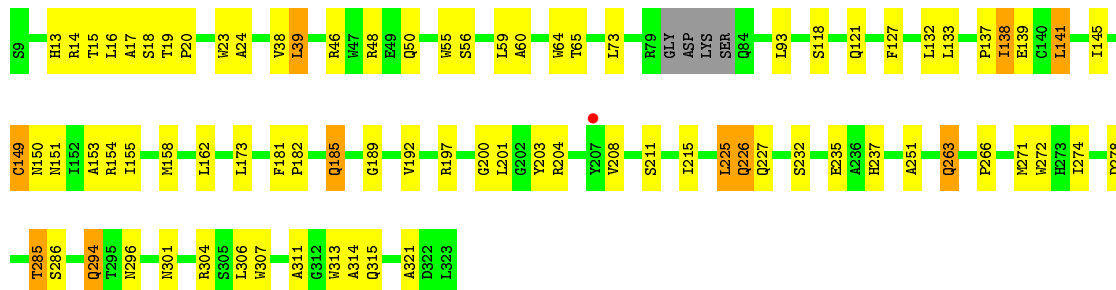 S9 H13 R14 T15 L16 A17 S18 T19 P20 W23 A24 V38 L39 R46 W47 R48 E49 Q50 W55 S56 L59 A60 W64 T65 L73 R79 GLY ASP LYS SER Q84 L93 S118 Q121 F127 L132 L133 P137 I138 E139 C140 L141 I145
C149 N150 N151 I152 A153 R154 I155 M158 L162 L173 F181 P182 Q185 G189 V192 R197 G200 L201 G202 Y203 R204 Y207 V208 S211 I215 L225 Q226 Q227 S232 E235 A236 H237 A251 Q263 P266 M271 W272 H273 I274 D278
T285 S286 Q294 T295 N296 N301 R304 S305 L306 W307 A311 G312 W313 A314 Q315 A321 D322 L323